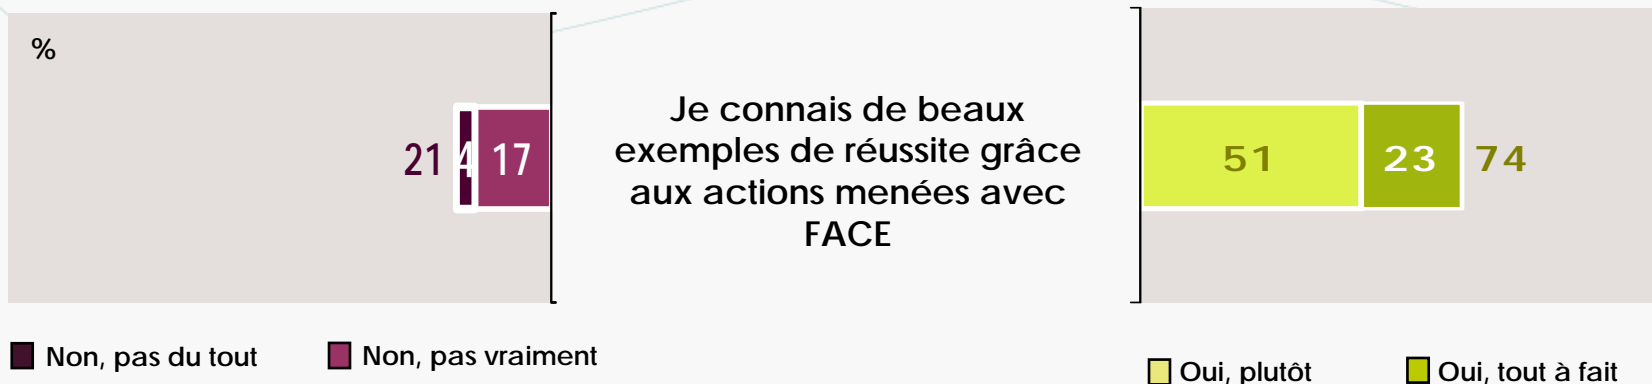 %
Je connais de beaux
exemples de réussite grâce
aux actions menées avec
FACE
21 4 17
51 23 74
Non, pas du tout Non, pas vraiment
Oui, plutôt Oui, tout à fait